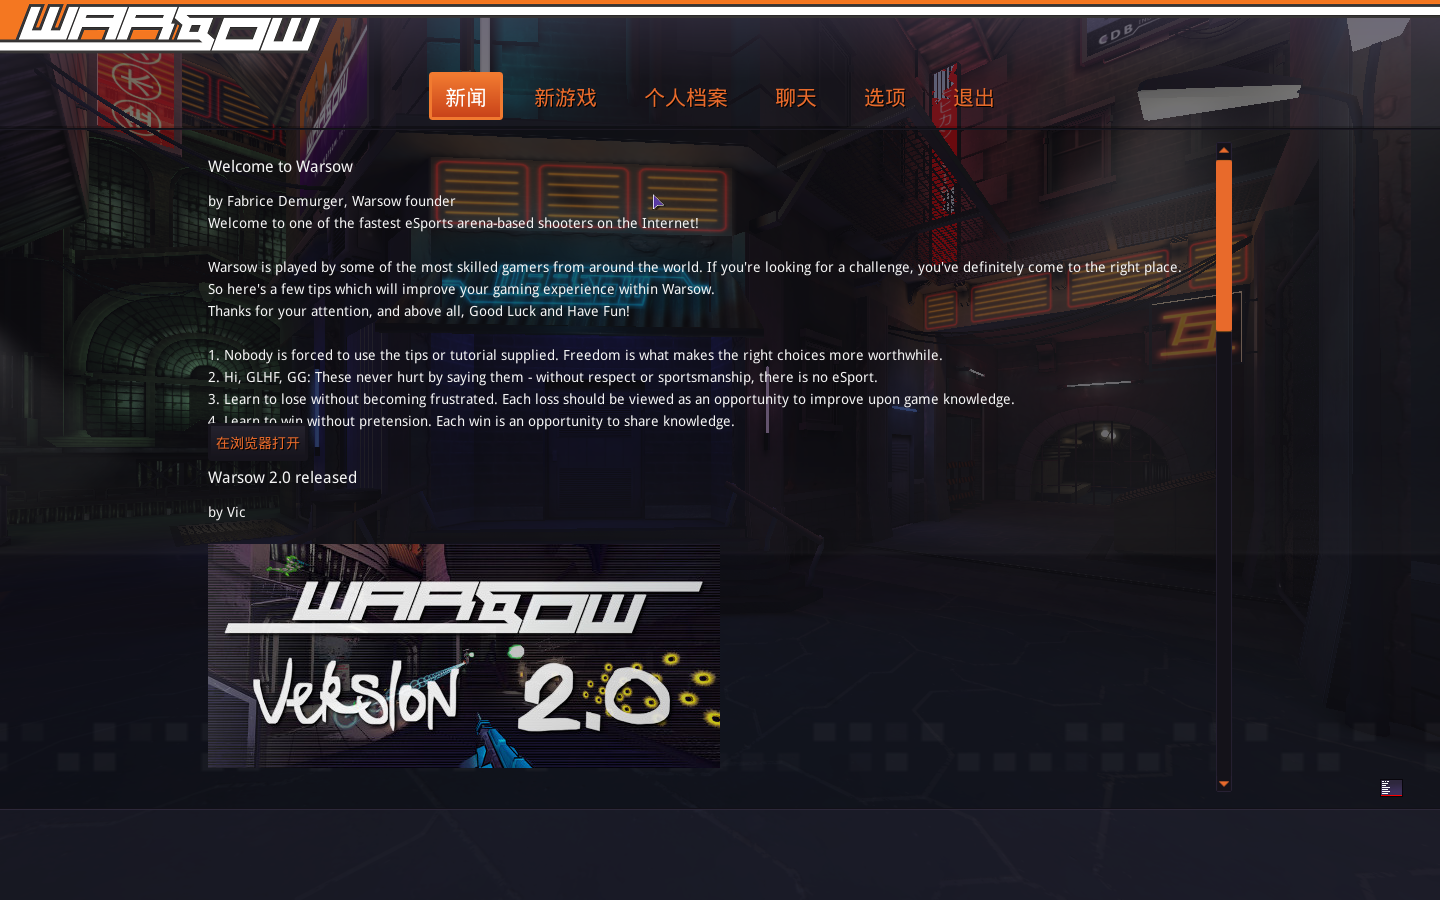 WARSOW
新闻 新游戏 个人档案 聊天 选项 退出
Welcome to Warsow
by Fabrice Demurger, Warsow founder
Welcome to one of the fastest eSports arena-based shooters on the Internet!
Warsow is played by some of the most skilled gamers from around the world. If you're looking for a challenge, you've definitely come to the right place.
So here's a few tips which will improve your gaming experience within Warsow.
Thanks for your attention, and above all, Good Luck and Have Fun!
1. Nobody is forced to use the tips or tutorial supplied. Freedom is what makes the right choices more worthwhile.
2. Hi, GLHF, GG: These never hurt by saying them - without respect or sportsmanship, there is no eSport.
3. Learn to lose without becoming frustrated. Each loss should be viewed as an opportunity to improve upon game knowledge.
4. Learn to win without pretension. Each win is an opportunity to share knowledge.
在浏览器打开
Warsow 2.0 released
by Vic
WARSOW
Version 2.0
互